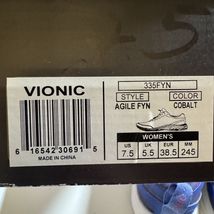 VIONIC
6 16542 30691 5
MADE IN CHINA
335FYN
STYLE
COLOR
AGILE FYN
COBALT
WOMEN'S
US UK EUR MM
7.5 5.5 38.5 245